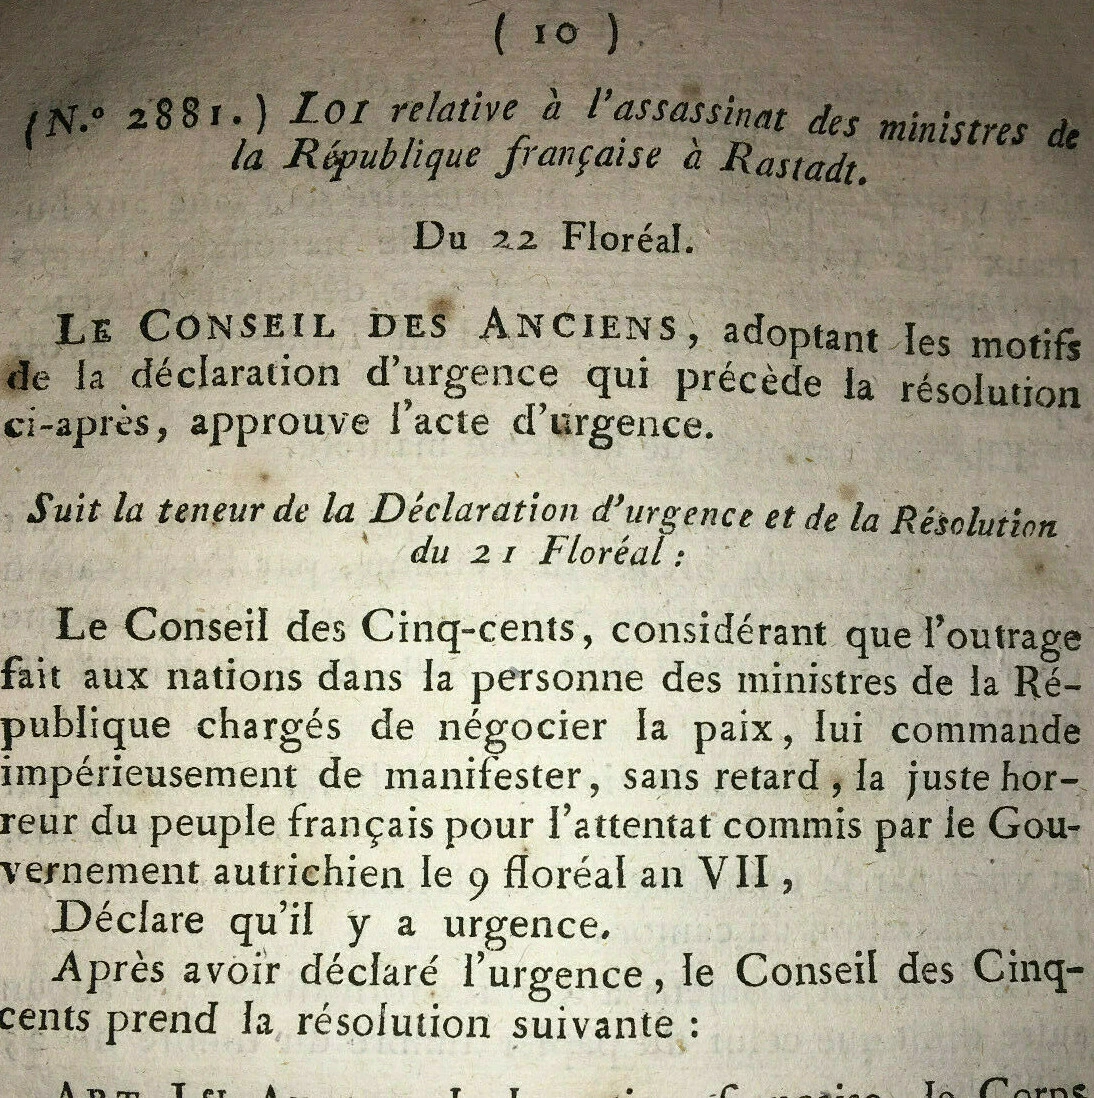 ( 10 )
(N.° 2881.) LOI relative à l'assassinat des ministres de
la République française à Rastadt.
Du 22 Floréal.
LE CONSEIL DES ANCIENS, adoptant les motifs
de la déclaration d'urgence qui précède la résolution
ci-après, approuve l'acte d'urgence.
Suit la teneur de la Déclaration d'urgence et de la Résolution
du 21 Floréal :
Le Conseil des Cinq-cents, considérant que l'outrage
fait aux nations dans la personne des ministres de la Ré-
publique chargés de négocier la paix, lui commande
impérieusement de manifester, sans retard, la juste hor-
reur du peuple français pour l'attentat commis par le Gou-
vernement autrichien le 9 floréal an VII,
Déclare qu'il y a urgence.
Après avoir déclaré l'urgence, le Conseil des Cinq-
cents prend la résolution suivante :
le Corps